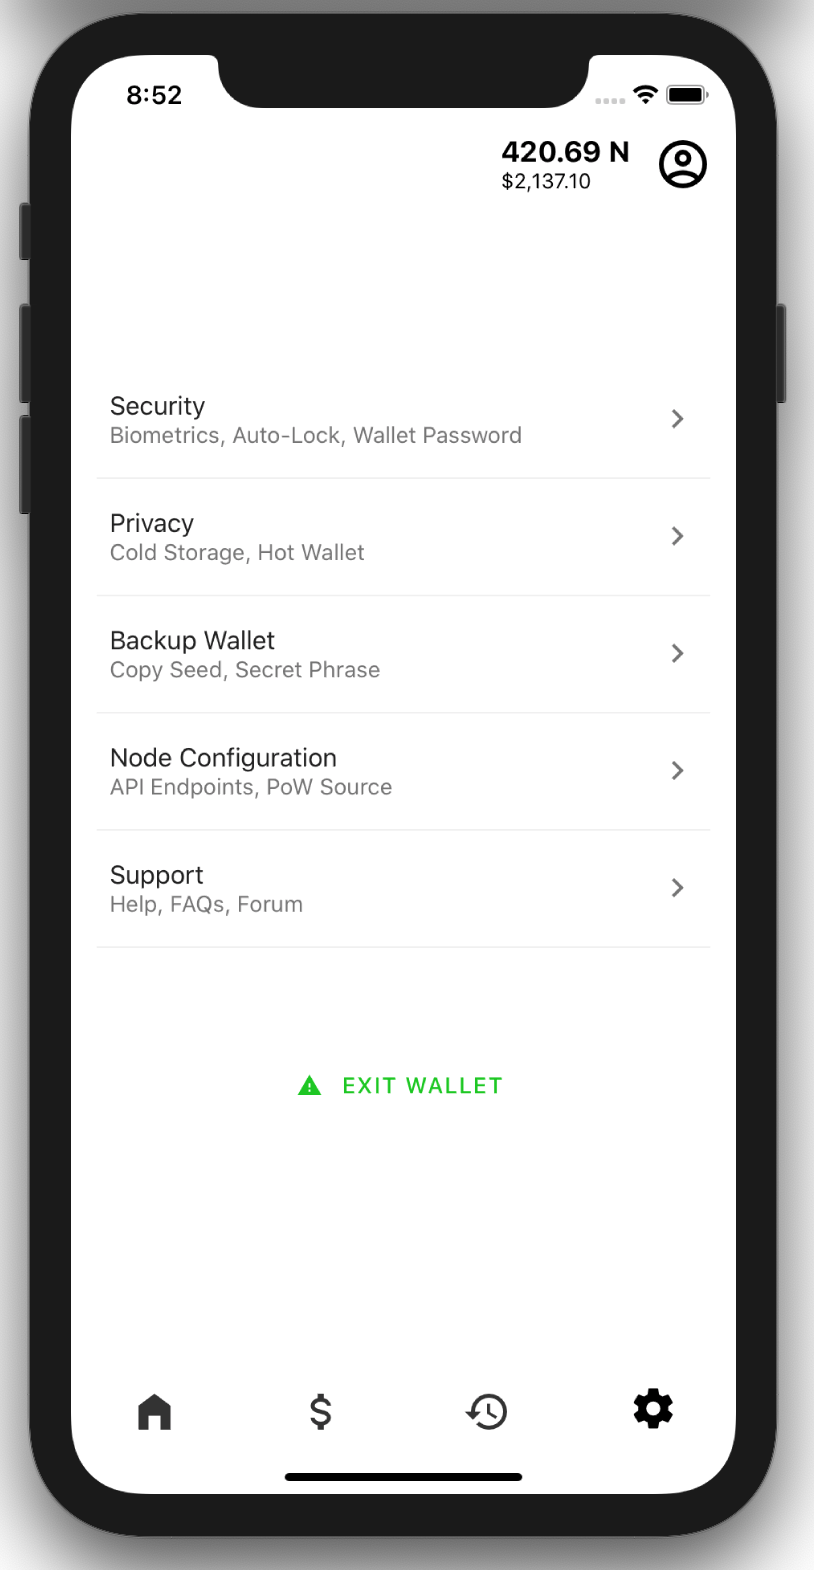 8:52
420.69 N
$2,137.10
Security
Biometrics, Auto-Lock, Wallet Password
Privacy
Cold Storage, Hot Wallet
Backup Wallet
Copy Seed, Secret Phrase
Node Configuration
API Endpoints, PoW Source
Support
Help, FAQs, Forum
EXIT WALLET